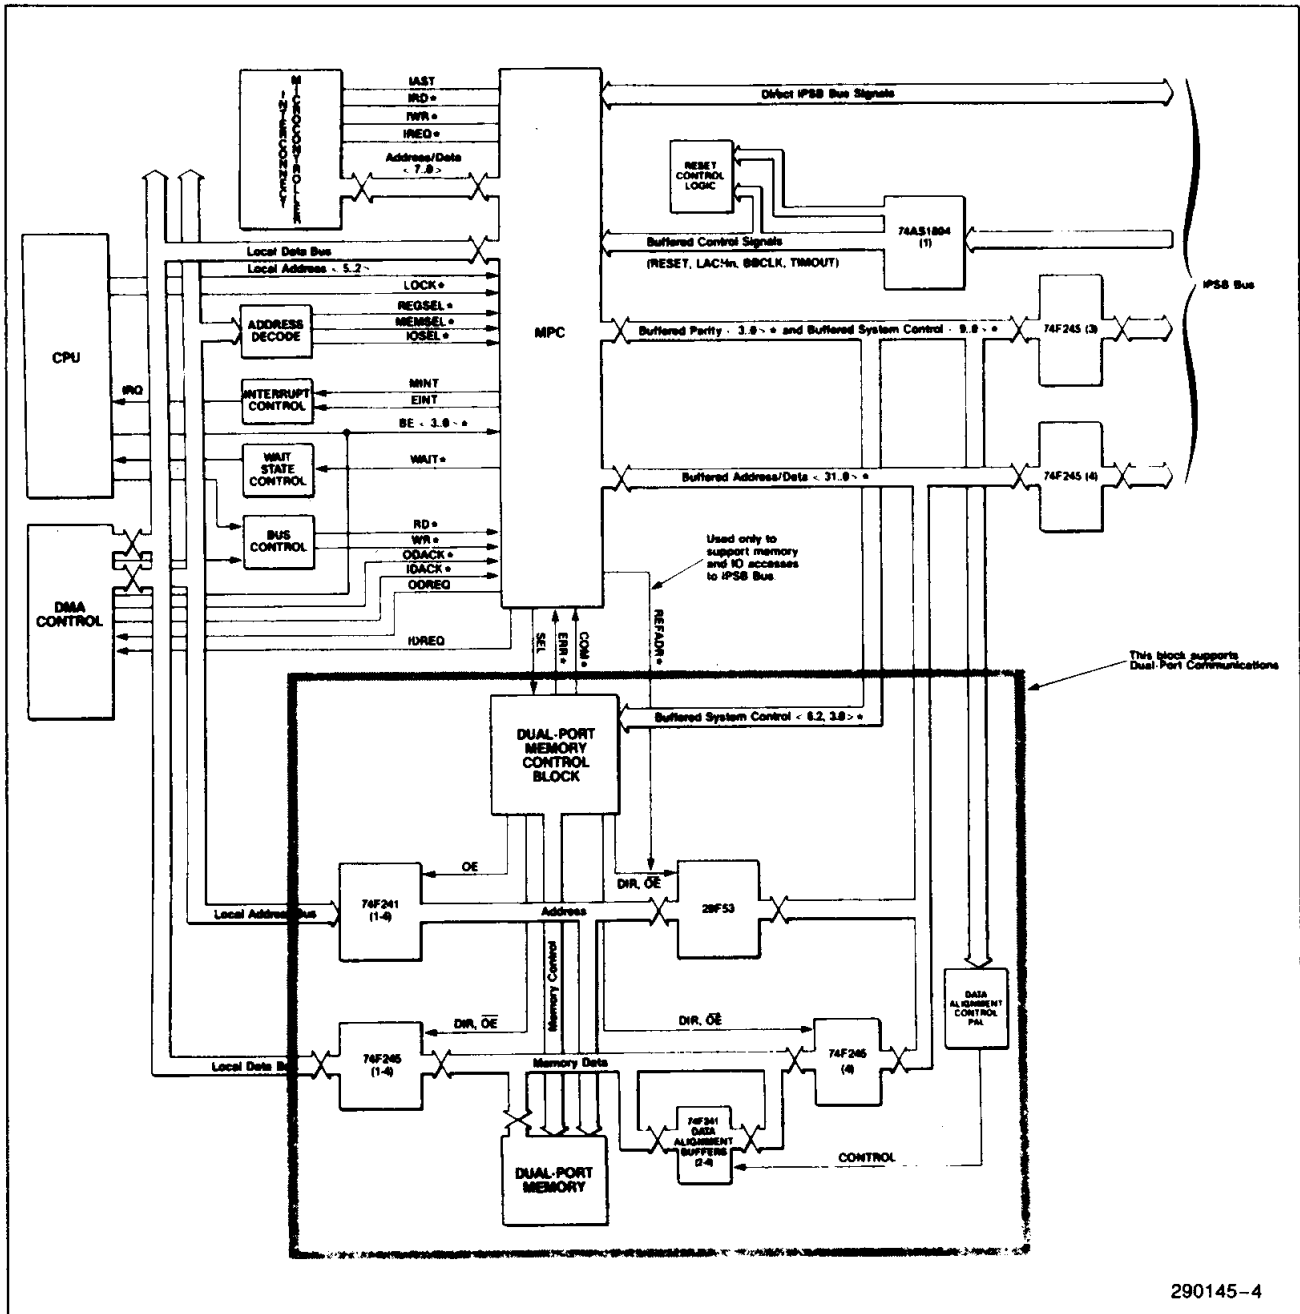 MICROCONTROLLER
INTERCONNECT
IAST
IRD*
IWR*
IREQ*
Address/Data
< 7..0 >
Direct IPSB Bus Signals
RESET
CONTROL
LOGIC
74AS1804
(1)
Buffered Control Signals
(RESET, LACHn, BBCLK, TIMOUT)
IPSB Bus
Local Data Bus
Local Address < 5..2 >
LOCK*
REGSEL*
MEMSEL*
IOSEL*
ADDRESS
DECODE
CPU
MPC
Buffered Parity < 3..0 > * and Buffered System Control < 9..0 > *
74F245 (3)
IRQ
INTERRUPT
CONTROL
MINT
EINT
BE < 3..0 > *
WAIT
STATE
CONTROL
WAIT*
Buffered Address/Data < 31..0 > *
74F245 (4)
BUS
CONTROL
RD*
WR*
ODACK*
IDACK*
ODREQ
IDREQ
DMA
CONTROL
Used only to
support memory
and IO accesses
to IPSB Bus
SEL
ERR*
COM*
REFADR*
This block supports
Dual-Port Communications
DUAL-PORT
MEMORY
CONTROL
BLOCK
Buffered System Control < 6.2, 3.0 > *
OE
DIR, OE
74F241
(1-4)
Local Address Bus
Address
29F53
Memory Control
DATA
ALIGNMENT
CONTROL
PAL
DIR, OE
DIR, OE
74F245
(1-4)
Local Data Bu
Memory Data
74F245
(4)
74F241
DATA
ALIGNMENT
BUFFERS
(2-4)
CONTROL
DUAL-PORT
MEMORY
290145-4